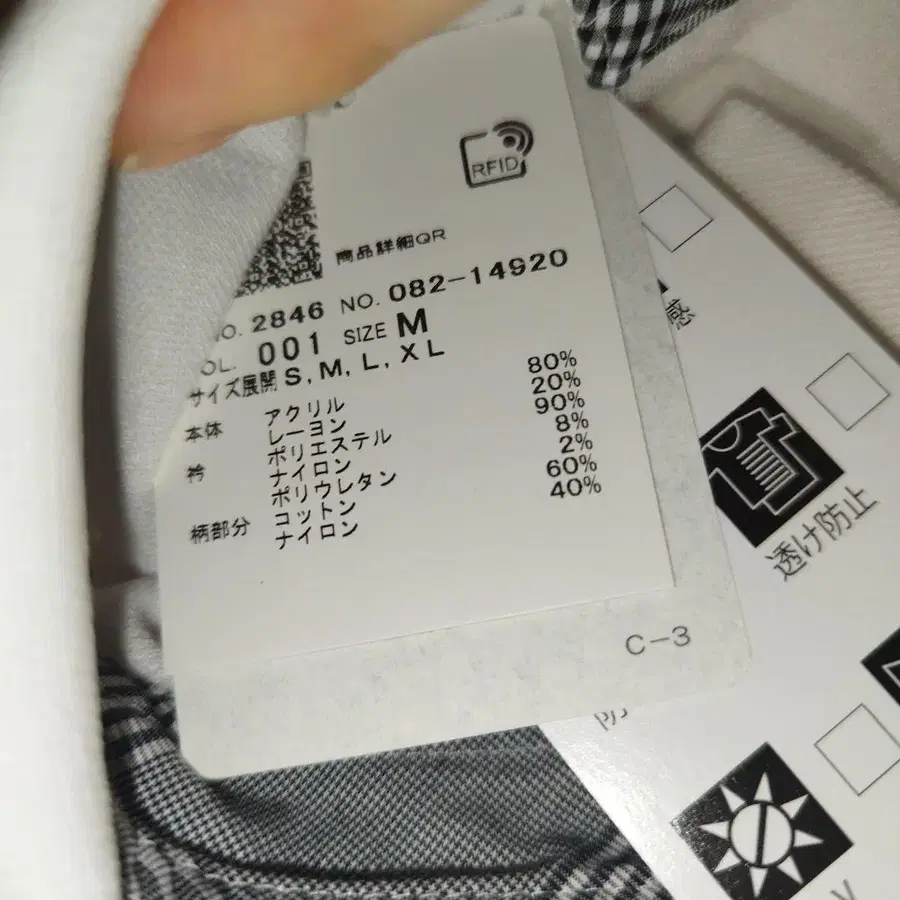 RFID
商品詳細QR
NO. 2846 NO. 082-14920
COL. 001 SIZE M
サイズ展開 S, M, L, XL
本体 アクリル 80%
レーヨン 20%
衿 ポリエステル 90%
ナイロン 8%
ポリウレタン 2%
柄部分 コットン 60%
ナイロン 40%
C-3
感
透け防止